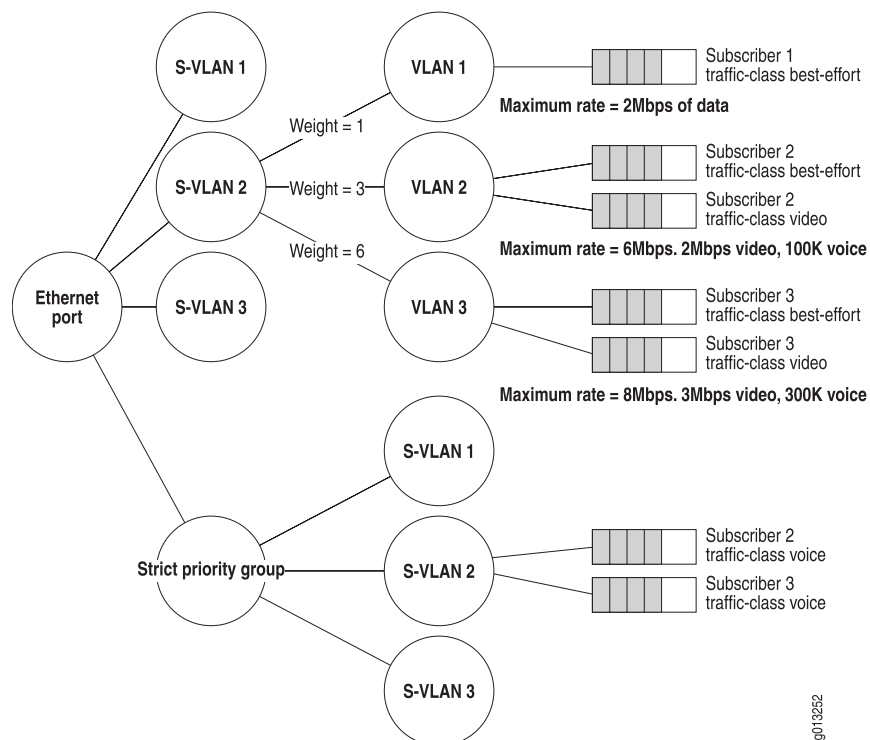 S-VLAN 1
VLAN 1
Subscriber 1
traffic-class best-effort
Maximum rate = 2Mbps of data
Weight = 1
S-VLAN 2
Weight = 3
VLAN 2
Subscriber 2
traffic-class best-effort
Subscriber 2
traffic-class video
Maximum rate = 6Mbps. 2Mbps video, 100K voice
Weight = 6
Ethernet
port
S-VLAN 3
VLAN 3
Subscriber 3
traffic-class best-effort
Subscriber 3
traffic-class video
Maximum rate = 8Mbps. 3Mbps video, 300K voice
S-VLAN 1
Strict priority group
S-VLAN 2
Subscriber 2
traffic-class voice
Subscriber 3
traffic-class voice
S-VLAN 3
g013252